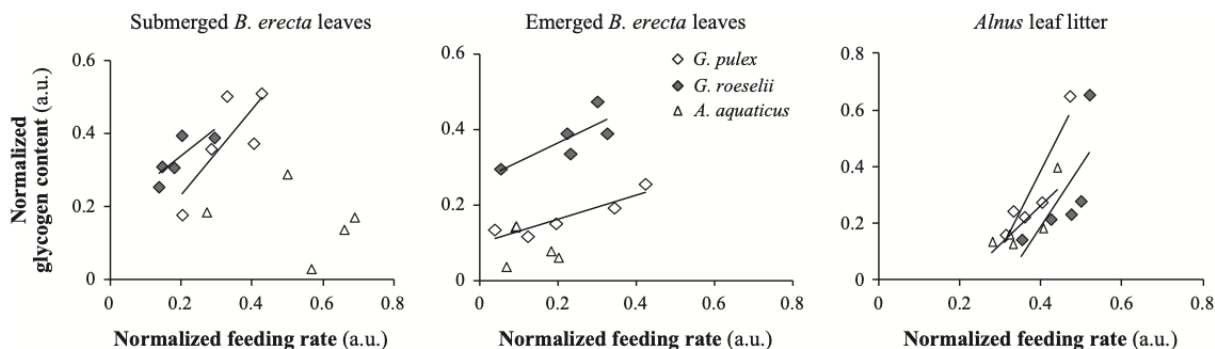 Submerged B. erecta leaves
Emerged B. erecta leaves
Alnus leaf litter
Normalized
glycogen content (a.u.)
0.6
0.4
0.2
0
0 0.2 0.4 0.6 0.8
Normalized feeding rate (a.u.)
0.6
0.4
0.2
0
0 0.2 0.4 0.6 0.8
Normalized feeding rate (a.u.)
G. pulex
G. roeselii
A. aquaticus
0.8
0.6
0.4
0.2
0
0 0.2 0.4 0.6 0.8
Normalized feeding rate (a.u.)